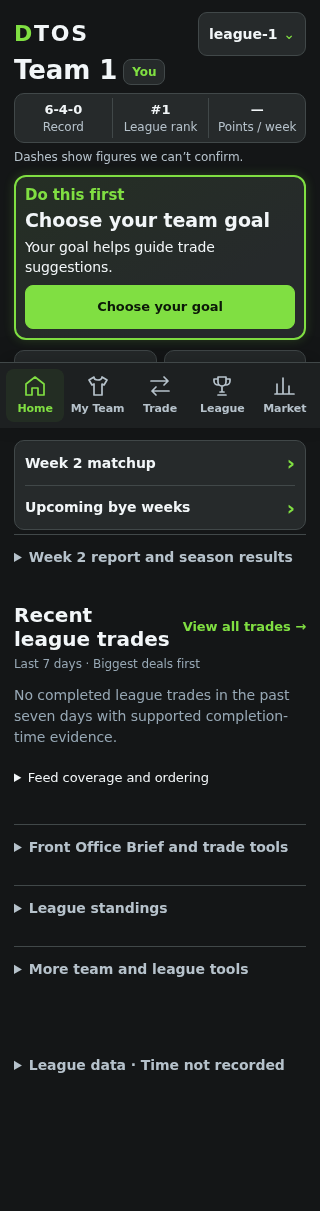 DTOS
league-1
Team 1 You
6-4-0 #1 —
Record League rank Points / week
Dashes show figures we can’t confirm.
Do this first
Choose your team goal
Your goal helps guide trade
suggestions.
Choose your goal
Home My Team Trade League Market
Week 2 matchup ›
Upcoming bye weeks ›
▶ Week 2 report and season results
Recent
league trades
View all trades →
Last 7 days · Biggest deals first
No completed league trades in the past
seven days with supported completion-
time evidence.
▶ Feed coverage and ordering
▶ Front Office Brief and trade tools
▶ League standings
▶ More team and league tools
▶ League data · Time not recorded